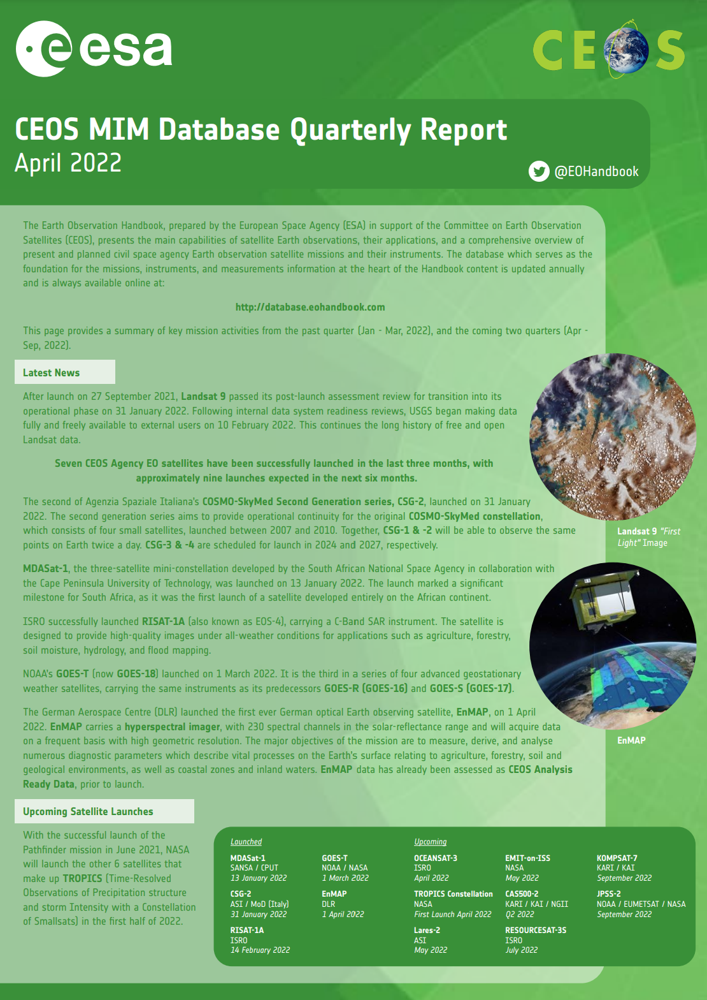 esa
CEOS
CEOS MIM Database Quarterly Report
April 2022
@EOHandbook
The Earth Observation Handbook, prepared by the European Space Agency (ESA) in support of the Committee on Earth Observation
Satellites (CEOS), presents the main capabilities of satellite Earth observations, their applications, and a comprehensive overview of
present and planned civil space agency Earth observation satellite missions and their instruments. The database which serves as the
foundation for the missions, instruments, and measurements information at the heart of the Handbook content is updated annually
and is always available online at:
http://database.eohandbook.com
This page provides a summary of key mission activities from the past quarter (Jan - Mar, 2022), and the coming two quarters (Apr -
Sep, 2022).
Latest News
After launch on 27 September 2021, Landsat 9 passed its post-launch assessment review for transition into its
operational phase on 31 January 2022. Following internal data system readiness reviews, USGS began making data
fully and freely available to external users on 10 February 2022. This continues the long history of free and open
Landsat data.
Seven CEOS Agency EO satellites have been successfully launched in the last three months, with
approximately nine launches expected in the next six months.
The second of Agenzia Spaziale Italiana's COSMO-SkyMed Second Generation series, CSG-2, launched on 31 January
2022. The second generation series aims to provide operational continuity for the original COSMO-SkyMed constellation,
which consists of four small satellites, launched between 2007 and 2010. Together, CSG-1 & -2 will be able to observe the same
points on Earth twice a day. CSG-3 & -4 are scheduled for launch in 2024 and 2027, respectively.
Landsat 9 "First
Light" Image
MDASat-1, the three-satellite mini-constellation developed by the South African National Space Agency in collaboration with
the Cape Peninsula University of Technology, was launched on 13 January 2022. The launch marked a significant
milestone for South Africa, as it was the first launch of a satellite developed entirely on the African continent.
ISRO successfully launched RISAT-1A (also known as EOS-4), carrying a C-Band SAR instrument. The satellite is
designed to provide high-quality images under all-weather conditions for applications such as agriculture, forestry,
soil moisture, hydrology, and flood mapping.
NOAA's GOES-T (now GOES-18) launched on 1 March 2022. It is the third in a series of four advanced geostationary
weather satellites, carrying the same instruments as its predecessors GOES-R (GOES-16) and GOES-S (GOES-17).
The German Aerospace Centre (DLR) launched the first ever German optical Earth observing satellite, EnMAP, on 1 April
2022. EnMAP carries a hyperspectral imager, with 230 spectral channels in the solar-reflectance range and will acquire data
on a frequent basis with high geometric resolution. The major objectives of the mission are to measure, derive, and analyse
numerous diagnostic parameters which describe vital processes on the Earth's surface relating to agriculture, forestry, soil and
geological environments, as well as coastal zones and inland waters. EnMAP data has already been assessed as CEOS Analysis
Ready Data, prior to launch.
EnMAP
Upcoming Satellite Launches
With the successful launch of the
Pathfinder mission in June 2021, NASA
will launch the other 6 satellites that
make up TROPICS (Time-Resolved
Observations of Precipitation structure
and storm Intensity with a Constellation
of Smallsats) in the first half of 2022.
Launched
MDASat-1
SANSA / CPUT
13 January 2022
CSG-2
ASI / MoD (Italy)
31 January 2022
RISAT-1A
ISRO
14 February 2022
GOES-T
NOAA / NASA
1 March 2022
EnMAP
DLR
1 April 2022
Upcoming
OCEANSAT-3
ISRO
April 2022
TROPICS Constellation
NASA
First Launch April 2022
Lares-2
ASI
May 2022
EMIT-on-ISS
NASA
May 2022
CAS500-2
KARI / KAI / NGII
Q2 2022
RESOURCESAT-3S
ISRO
July 2022
KOMPSAT-7
KARI / KAI
September 2022
JPSS-2
NOAA / EUMETSAT / NASA
September 2022